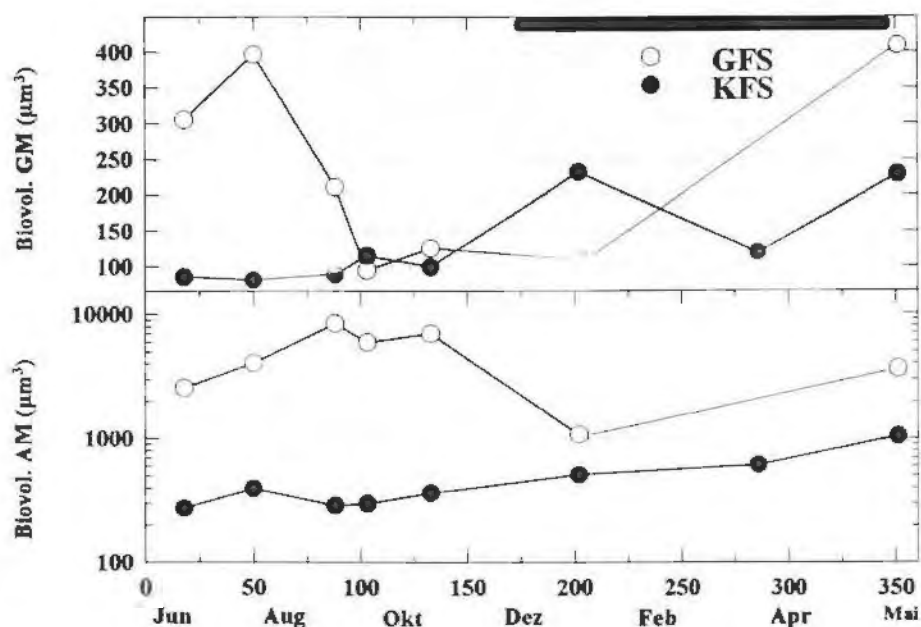 GFS
KFS
Biovol. GM (µm³)
400
350
300
250
200
150
100
Biovol. AM (µm³)
10000
1000
100
0 50 100 150 200 250 300 350
Jun Aug Okt Dez Feb Apr Mai